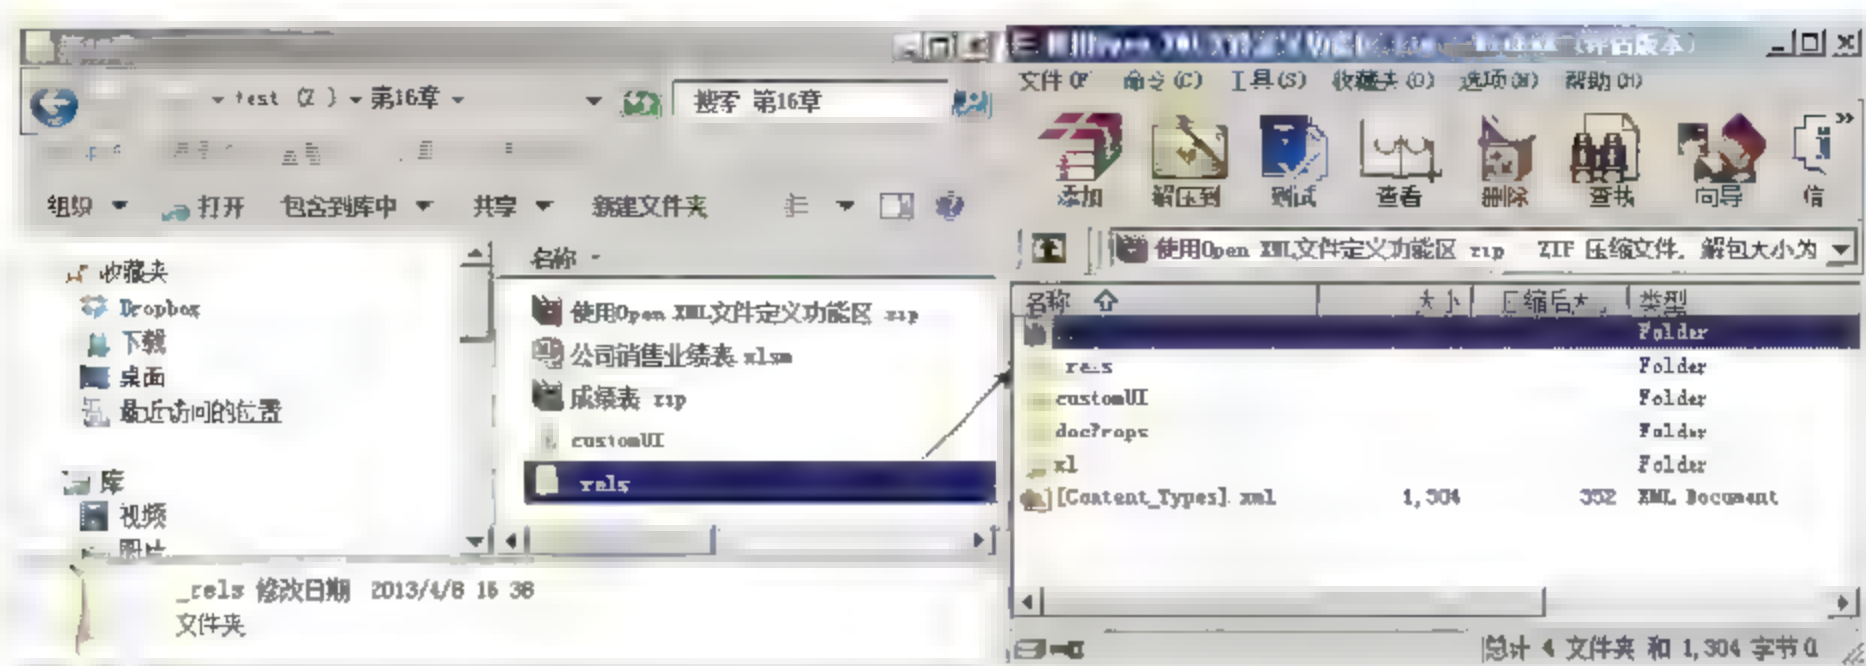 test (Z ) 第16章
搜索 第16章
组织 打开 包含到库中 共享 新建文件夹
收藏夹
Dropbox
下载
桌面
最近访问的位置
库
视频
图片
名称
使用Open XML文件定义功能区 zip
公司销售业绩表 xlsm
成绩表 zip
customUI
_rels
_rels 修改日期 2013/4/8 16 38
文件夹
(评估版本)
文件(F 命令(C) 工具(S) 收藏夹(O) 选项(N) 帮助(H)
添加 解压到 测试 查看 删除 查找 向导 信
使用Open XML文件定义功能区 zip ZIP 压缩文件, 解包大小为
名称 大小 压缩后大 类型
.. Folder
_rels Folder
customUI Folder
docProps Folder
xl Folder
[Content_Types] xml 1,304 352 XML Document
总计 4 文件夹 和 1,304 字节(